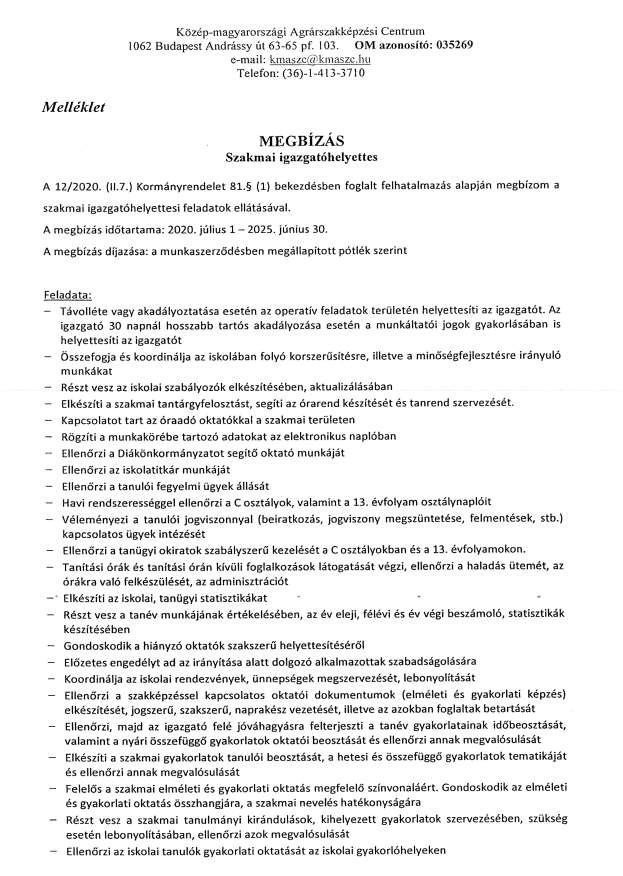 Közép-magyarországi Agrárszakképzési Centrum
1062 Budapest Andrássy út 63-65 pf. 103. OM azonosító: 035269
e-mail: kmaszc@kmaszc.hu
Telefon: (36)-1-413-3710
Melléklet
MEGBÍZÁS
Szakmai igazgatóhelyettes
A 12/2020. (II.7.) Kormányrendelet 81.§ (1) bekezdésben foglalt felhatalmazás alapján megbízom a
szakmai igazgatóhelyettesi feladatok ellátásával.
A megbízás időtartama: 2020. július 1 – 2025. június 30.
A megbízás díjazása: a munkaszerződésben megállapított pótlék szerint
Feladata:
– Távolléte vagy akadályoztatása esetén az operatív feladatok területén helyettesíti az igazgatót. Az
igazgató 30 napnál hosszabb tartós akadályozása esetén a munkáltatói jogok gyakorlásában is
helyettesíti az igazgatót
– Összefogja és koordinálja az iskolában folyó korszerűsítésre, illetve a minőségfejlesztésre irányuló
munkákat
– Részt vesz az iskolai szabályozók elkészítésében, aktualizálásában
– Elkészíti a szakmai tantárgyfelosztást, segíti az órarend készítését és tanrend szervezését.
– Kapcsolatot tart az óraadó oktatókkal a szakmai területen
– Rögzíti a munkakörébe tartozó adatokat az elektronikus naplóban
– Ellenőrzi a Diákönkormányzatot segítő oktató munkáját
– Ellenőrzi az iskolatitkár munkáját
– Ellenőrzi a tanulói fegyelmi ügyek állását
– Havi rendszerességgel ellenőrzi a C osztályok, valamint a 13. évfolyam osztálynaplóit
– Véleményezi a tanulói jogviszonnyal (beiratkozás, jogviszony megszüntetése, felmentések, stb.)
kapcsolatos ügyek intézését
– Ellenőrzi a tanügyi okiratok szabályszerű kezelését a C osztályokban és a 13. évfolyamokon.
– Tanítási órák és tanítási órán kívüli foglalkozások látogatását végzi, ellenőrzi a haladás ütemét, az
órákra való felkészülését, az adminisztrációt
– Elkészíti az iskolai, tanügyi statisztikákat
– Részt vesz a tanév munkájának értékelésében, az év eleji, félévi és év végi beszámoló, statisztikák
készítésében
– Gondoskodik a hiányzó oktatók szakszerű helyettesítéséről
– Előzetes engedélyt ad az irányítása alatt dolgozó alkalmazottak szabadságolására
– Koordinálja az iskolai rendezvények, ünnepségek megszervezését, lebonyolítását
– Ellenőrzi a szakképzéssel kapcsolatos oktatói dokumentumok (elméleti és gyakorlati képzés)
elkészítését, jogszerű, szakszerű, naprakész vezetését, illetve az azokban foglaltak betartását
– Ellenőrzi, majd az igazgató felé jóváhagyásra felterjeszti a tanév gyakorlatainak időbeosztását,
valamint a nyári összefüggő gyakorlatok oktatói beosztását és ellenőrzi annak megvalósulását
– Elkészíti a szakmai gyakorlatok tanulói beosztását, a hetesi és összefüggő gyakorlatok tematikáját
és ellenőrzi annak megvalósulását
– Felelős a szakmai elméleti és gyakorlati oktatás megfelelő színvonaláért. Gondoskodik az elméleti
és gyakorlati oktatás összhangjára, a szakmai nevelés hatékonyságára
– Részt vesz a szakmai tanulmányi kirándulások, kihelyezett gyakorlatok szervezésében, szükség
esetén lebonyolításában, ellenőrzi azok megvalósulását
– Ellenőrzi az iskolai tanulók gyakorlati oktatását az iskolai gyakorlóhelyeken